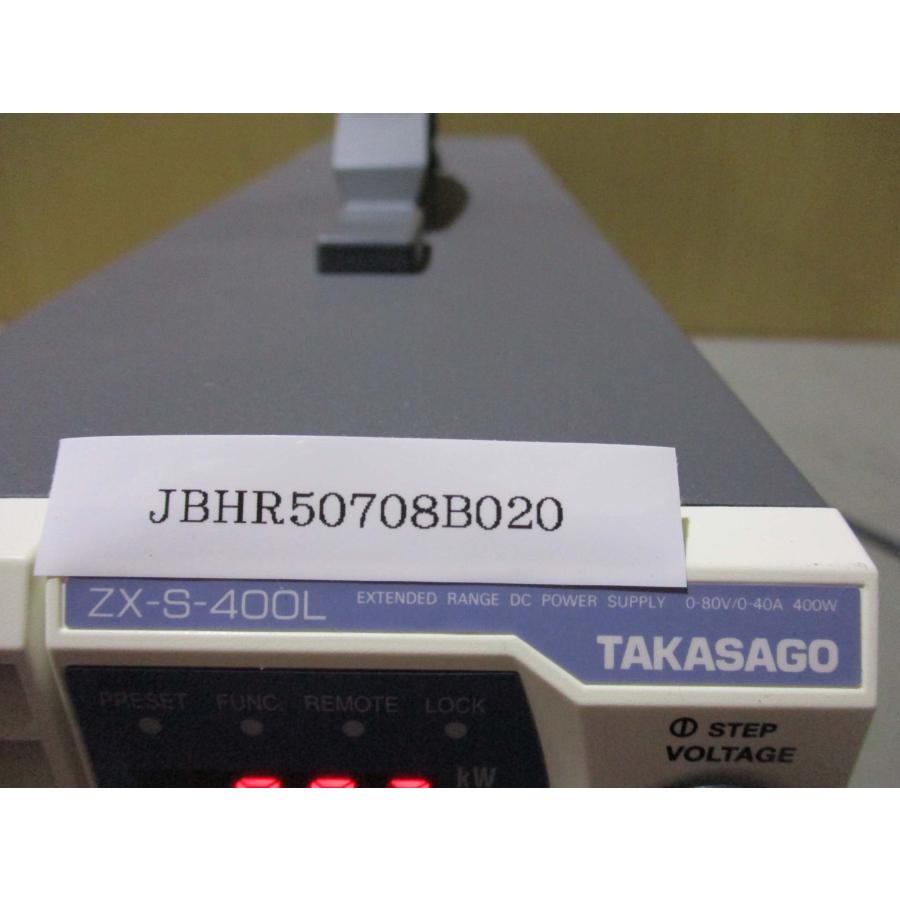 JBHR50708B020
ZX-S-400L EXTENDED RANGE DC POWER SUPPLY 0-80V/0-40A 400W
TAKASAGO
PRESET FUNC. REMOTE LOCK
STEP
VOLTAGE
kW